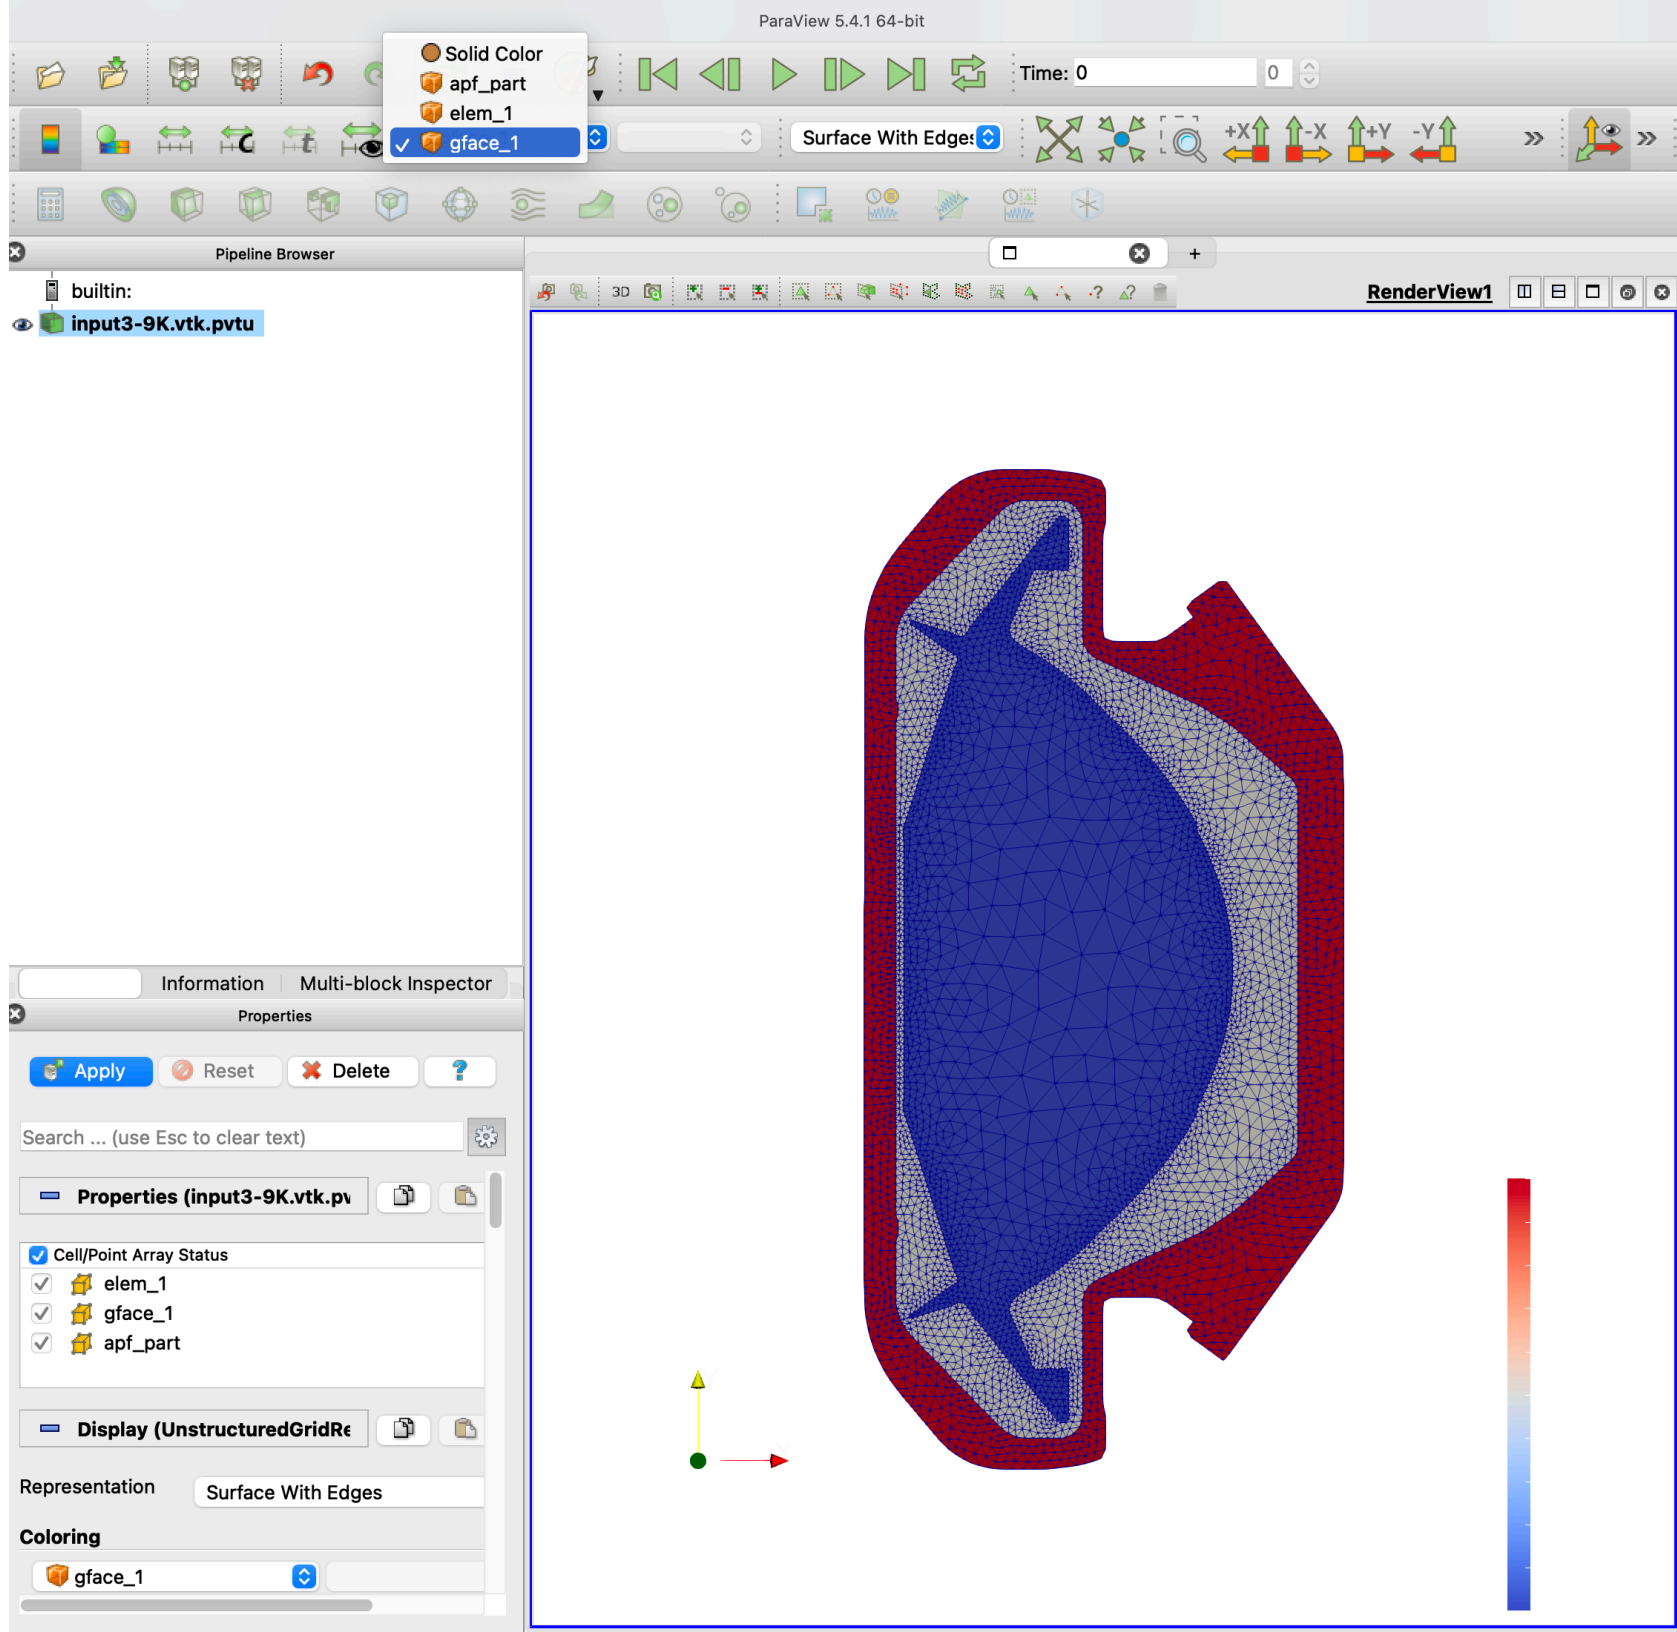 ParaView 5.4.1 64-bit
Solid Color
apf_part
elem_1
gface_1
Time: 0
0
Surface With Edges
+X
-X
+Y
-Y
Pipeline Browser
builtin:
input3-9K.vtk.pvtu
+
3D
RenderView1
Information
Multi-block Inspector
Properties
Apply
Reset
Delete
?
Search ... (use Esc to clear text)
Properties (input3-9K.vtk.pv
Cell/Point Array Status
elem_1
gface_1
apf_part
Display (UnstructuredGridRe
Representation
Surface With Edges
Coloring
gface_1